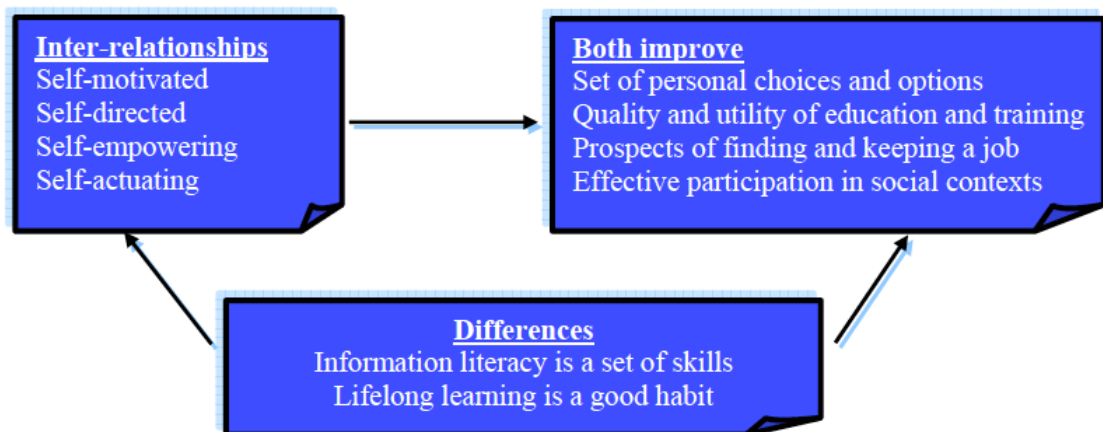 Inter-relationships
Self-motivated
Self-directed
Self-empowering
Self-actuating
Both improve
Set of personal choices and options
Quality and utility of education and training
Prospects of finding and keeping a job
Effective participation in social contexts
Differences
Information literacy is a set of skills
Lifelong learning is a good habit